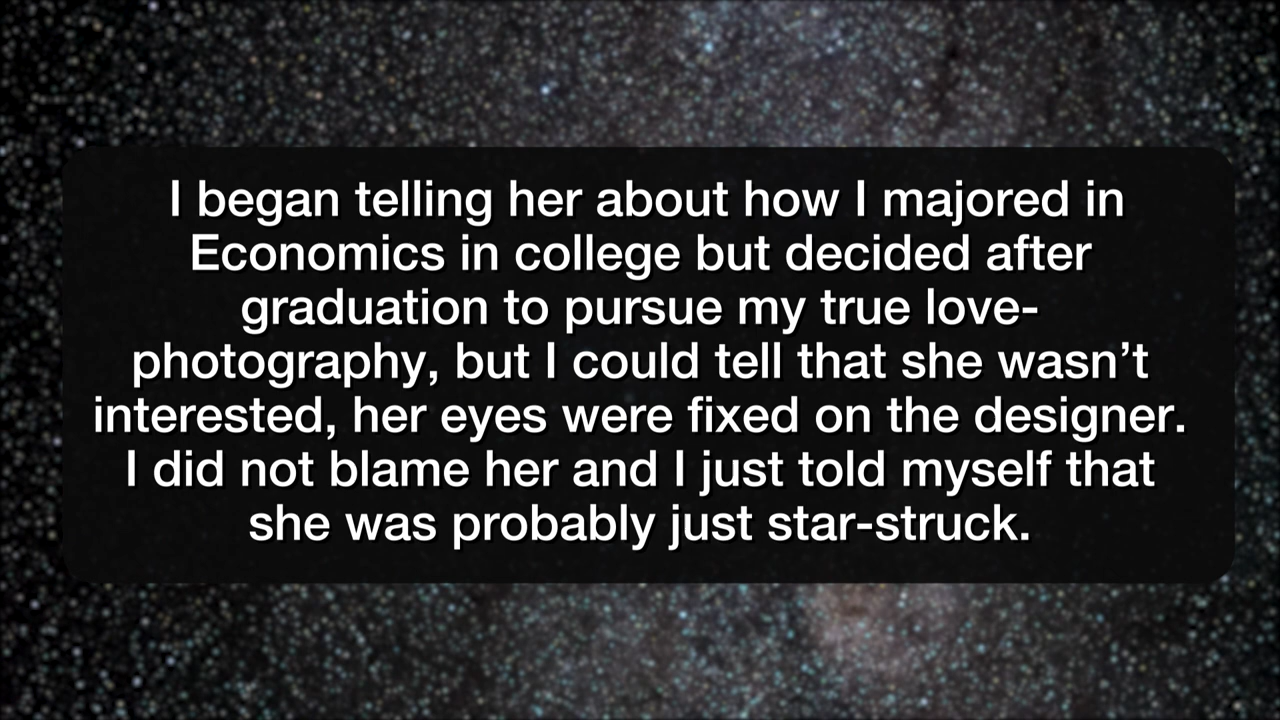 I began telling her about how I majored in
Economics in college but decided after
graduation to pursue my true love-
photography, but I could tell that she wasn’t
interested, her eyes were fixed on the designer.
I did not blame her and I just told myself that
she was probably just star-struck.